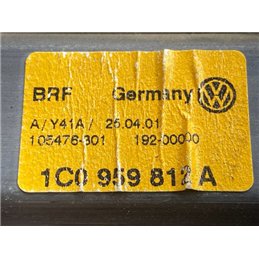 BRF Germany
A/Y41A/ 25.04.01
105476-301 192-00000
1C0 959 812 A